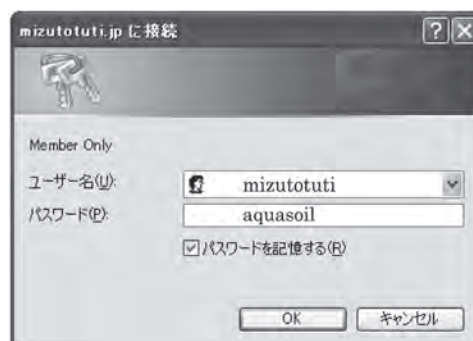 mizutotuti.jp に接続
Member Only
ユーザー名(U): mizutotuti
パスワード(P): aquasoil
パスワードを記憶する(R)
OK キャンセル